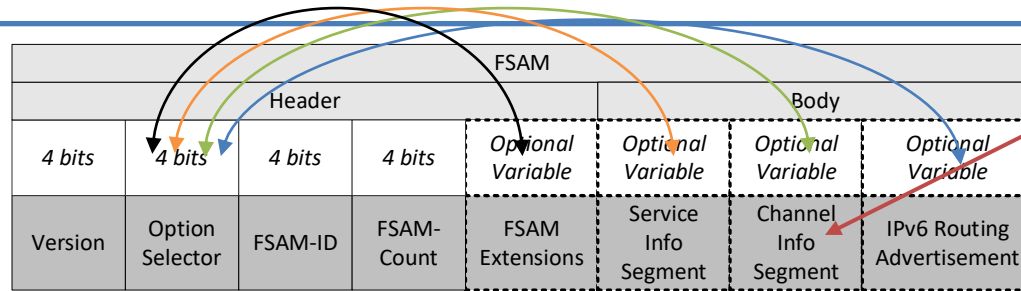 FSAM
Header
Body
4 bits
4 bits
4 bits
4 bits
Optional
Variable
Optional
Variable
Optional
Variable
Optional
Variable
Version
Option
Selector
FSAM-ID
FSAM-
Count
FSAM
Extensions
Service
Info
Segment
Channel
Info
Segment
IPv6 Routing
Advertisement